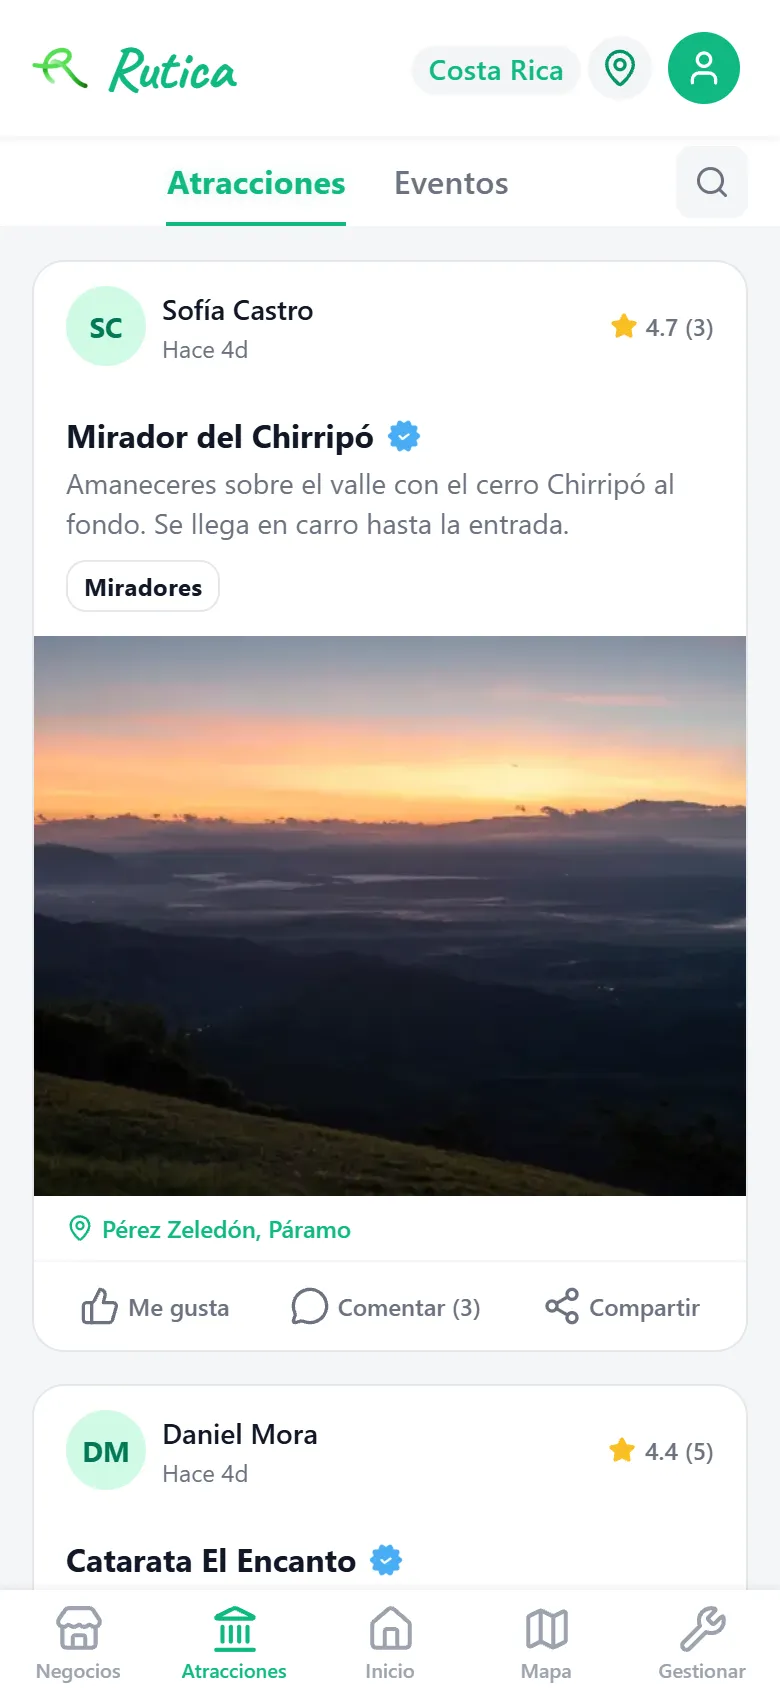 Rutica
Costa Rica
Atracciones
Eventos
SC
Sofía Castro
Hace 4d
4.7 (3)
Mirador del Chirripó
Amaneceres sobre el valle con el cerro Chirripó al
fondo. Se llega en carro hasta la entrada.
Miradores
Pérez Zeledón, Páramo
Me gusta
Comentar (3)
Compartir
DM
Daniel Mora
Hace 4d
4.4 (5)
Catarata El Encanto
Negocios
Atracciones
Inicio
Mapa
Gestionar